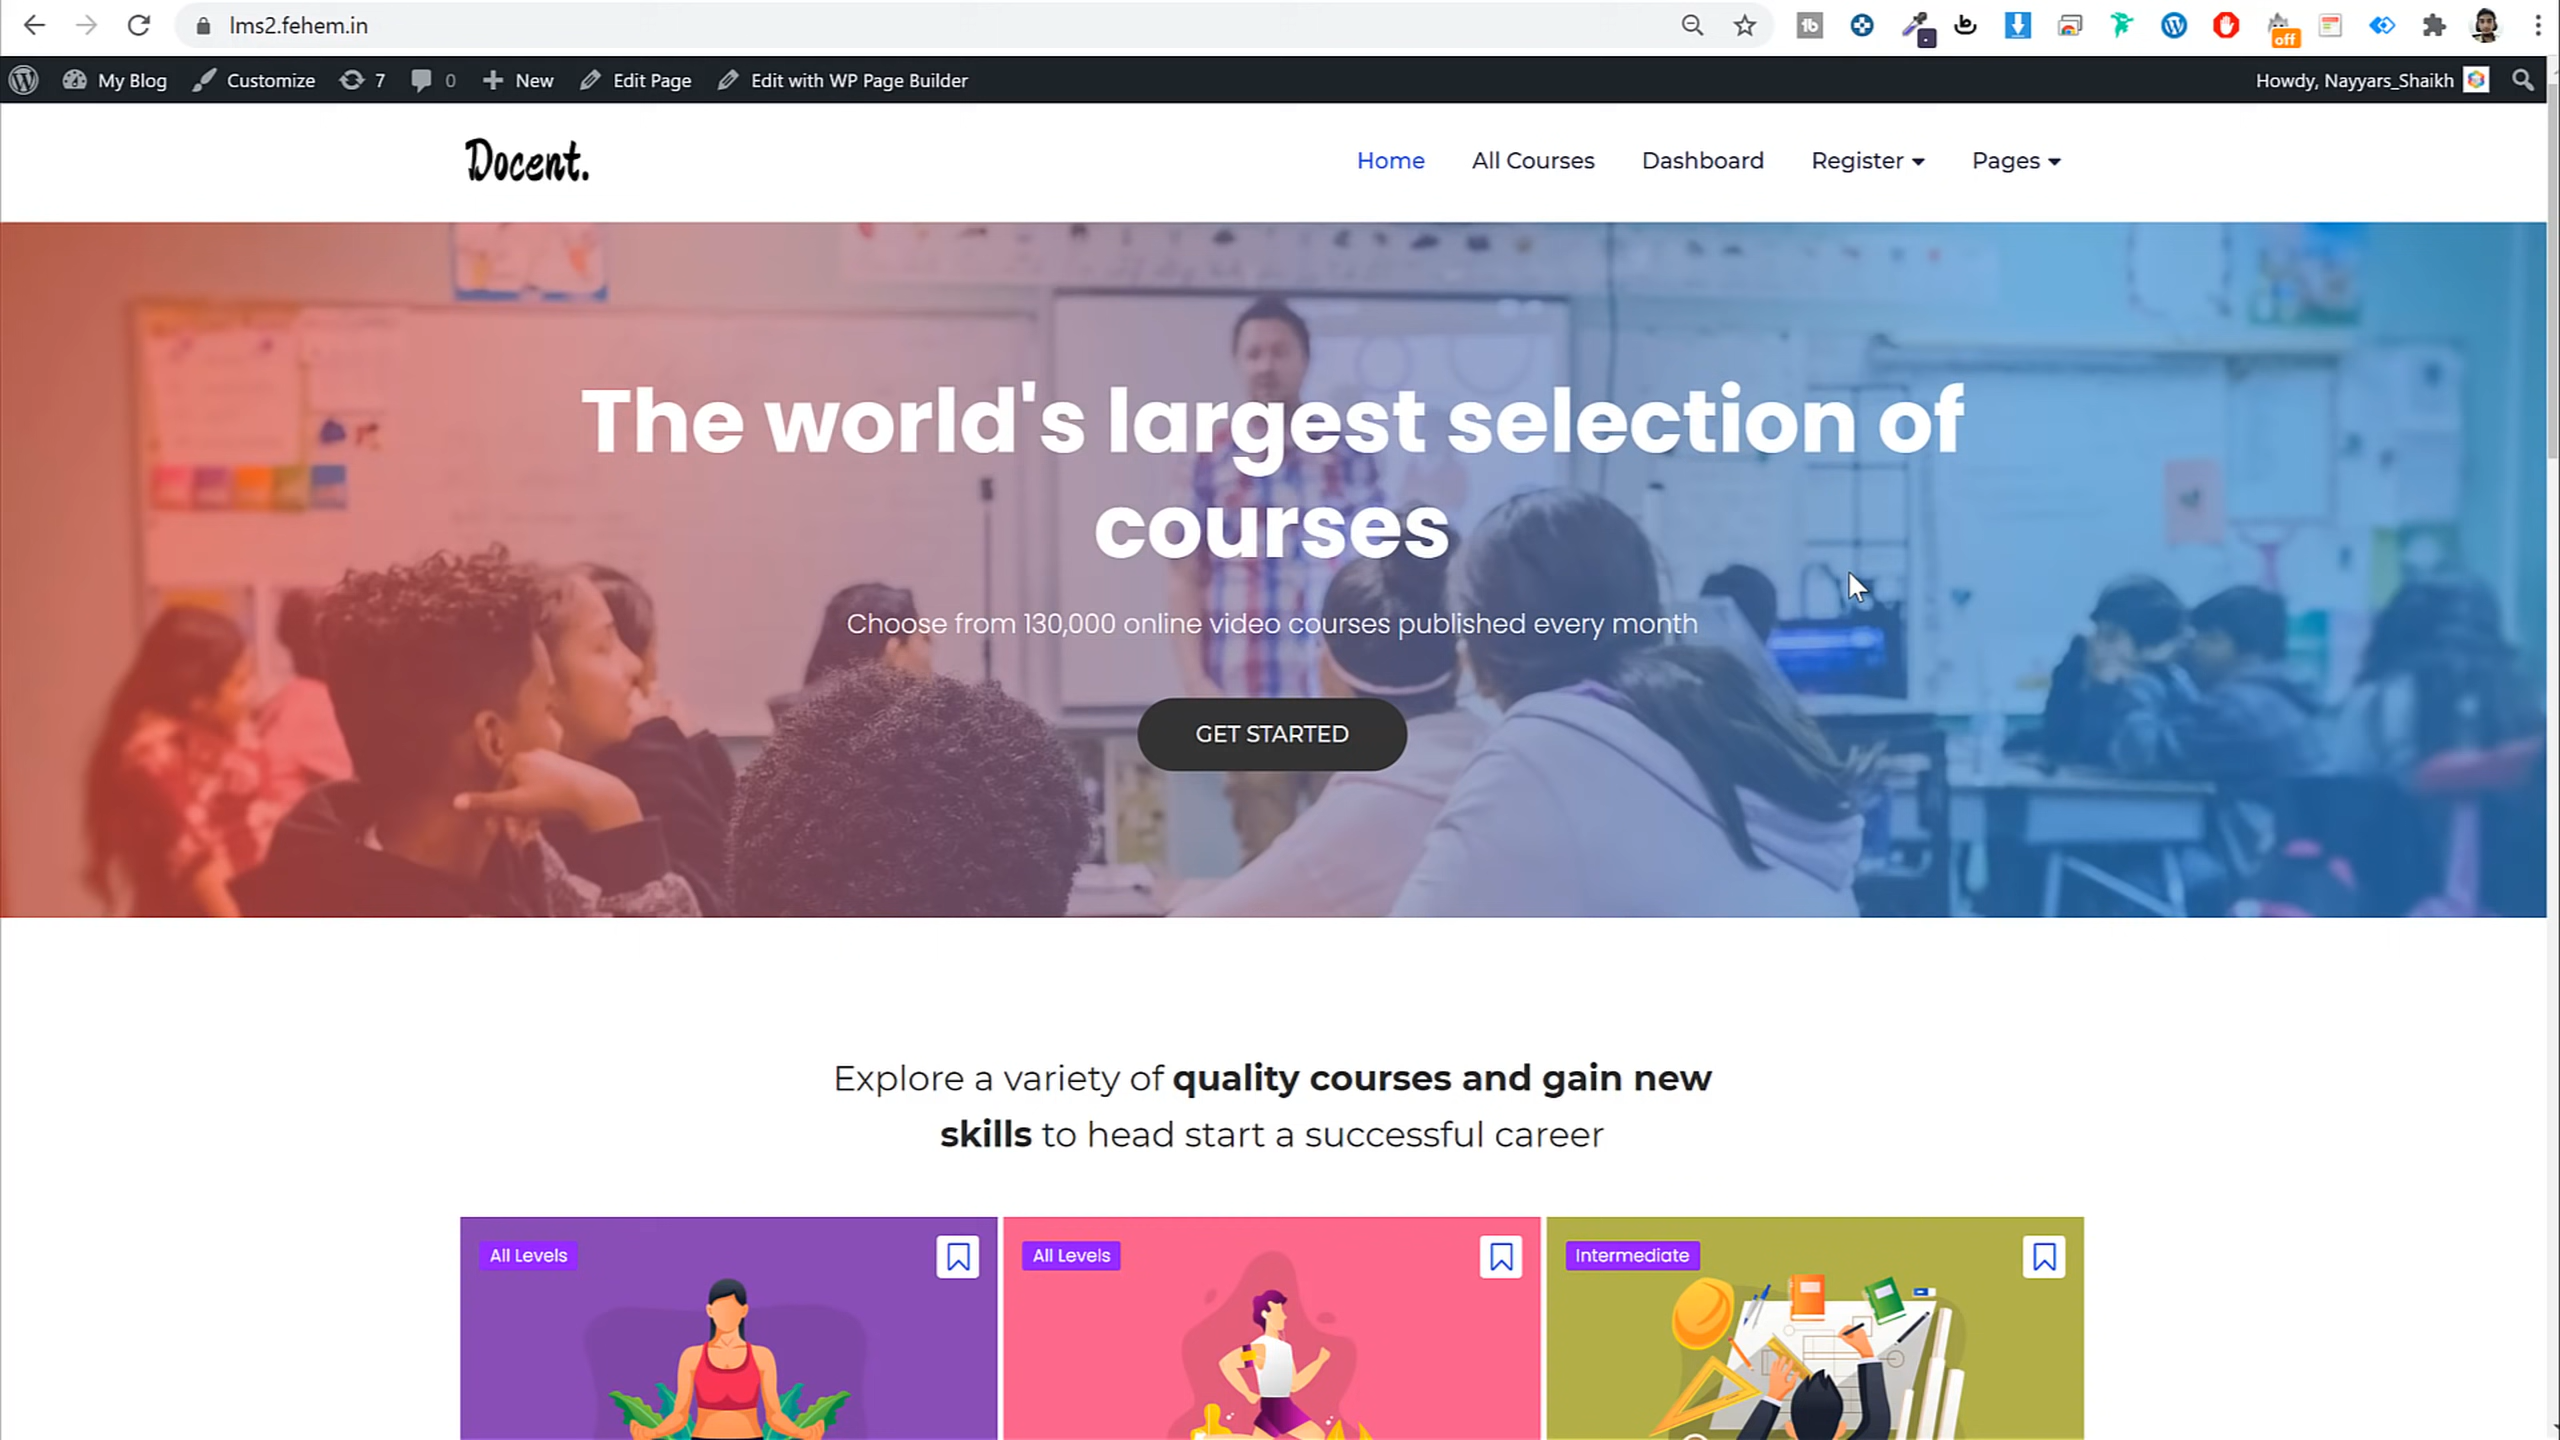 lms2.fehem.in
off
My Blog Customize 7 0 New Edit Page Edit with WP Page Builder Howdy, Nayyars_Shaikh
Docent.
Home All Courses Dashboard Register Pages
The world's largest selection of
courses
Choose from 130,000 online video courses published every month
GET STARTED
Explore a variety of quality courses and gain new
skills to head start a successful career
All Levels All Levels Intermediate